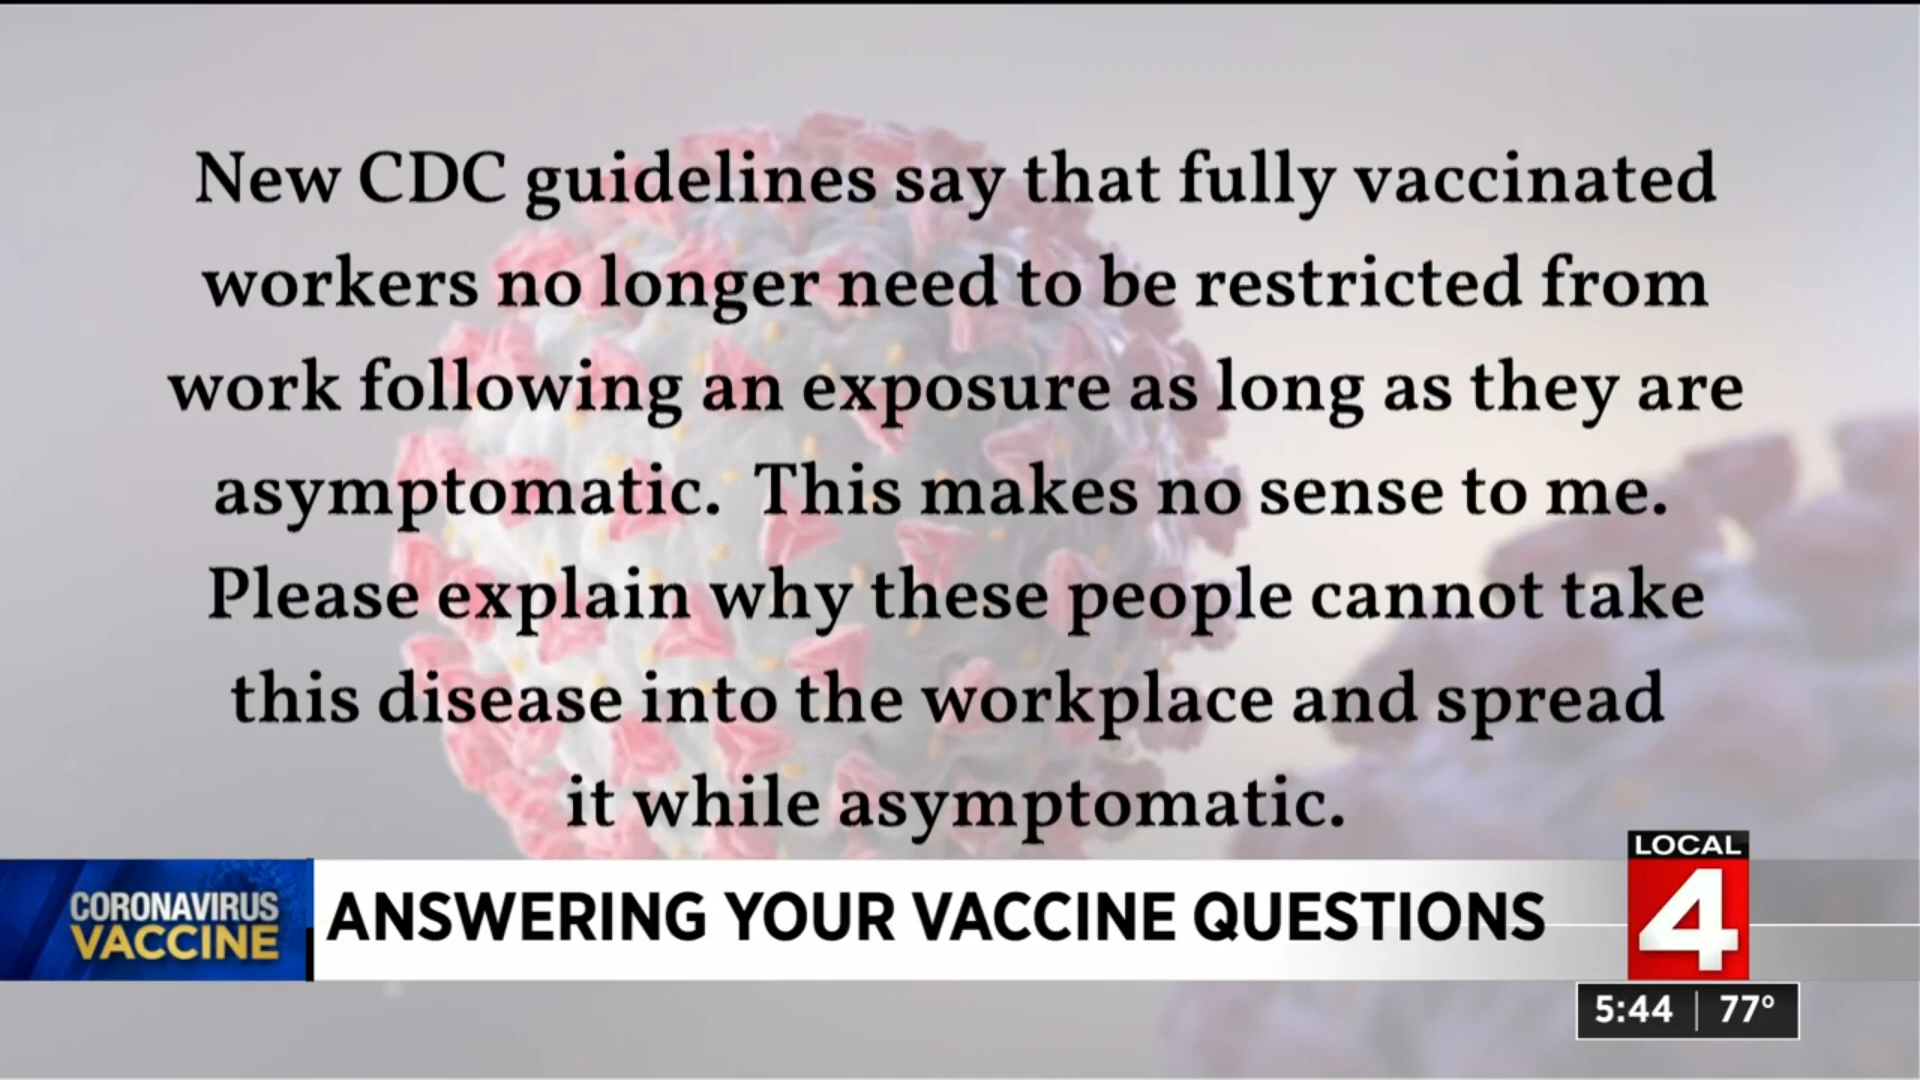 New CDC guidelines say that fully vaccinated
workers no longer need to be restricted from
work following an exposure as long as they are
asymptomatic.  This makes no sense to me.
Please explain why these people cannot take
this disease into the workplace and spread
it while asymptomatic.
LOCAL
4
CORONAVIRUS
VACCINE
ANSWERING YOUR VACCINE QUESTIONS
5:44 77°